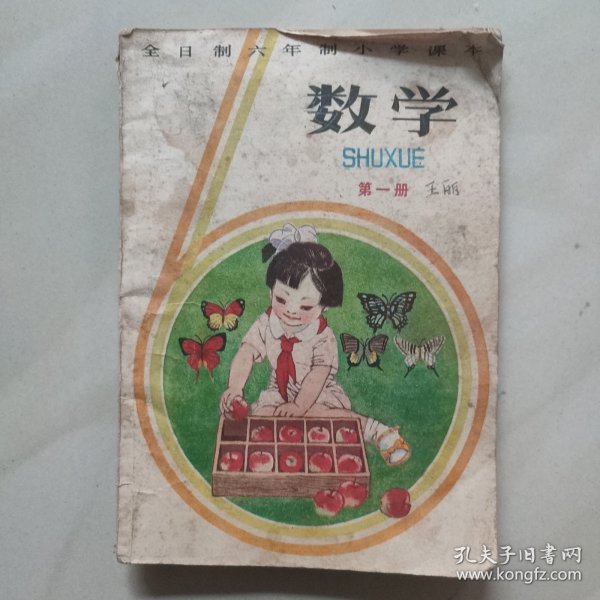 全日制六年制小学课本
数学
SHUXUE
第一册 王丽
孔夫子旧书网
www.kongfz.com